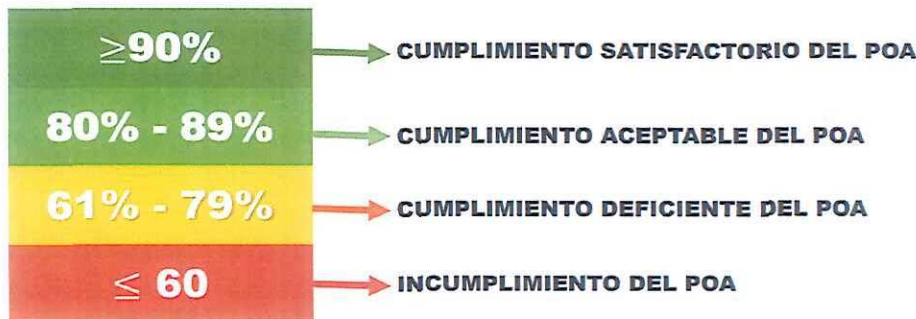 ≥90% CUMPLIMIENTO SATISFACTORIO DEL POA
80% - 89% CUMPLIMIENTO ACEPTABLE DEL POA
61% - 79% CUMPLIMIENTO DEFICIENTE DEL POA
≤ 60 INCUMPLIMIENTO DEL POA